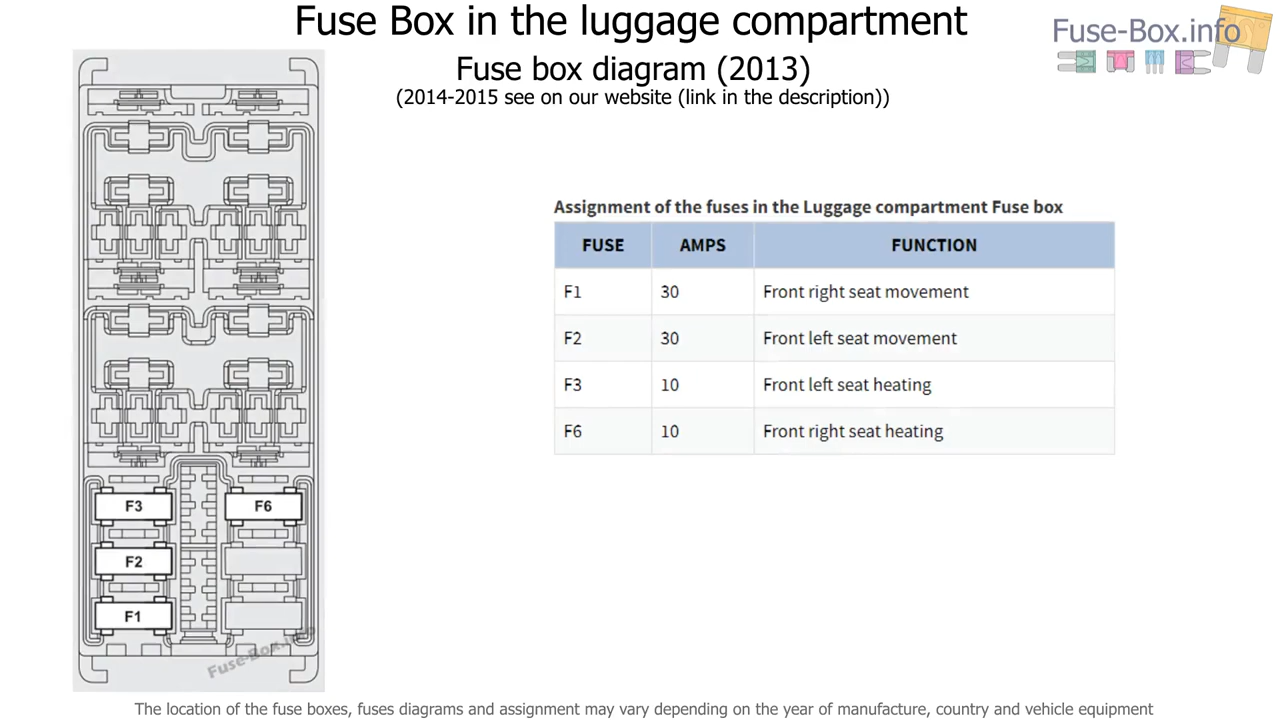 Fuse Box in the luggage compartment
Fuse box diagram (2013)
(2014-2015 see on our website (link in the description))
Fuse-Box.info
Assignment of the fuses in the Luggage compartment Fuse box
FUSE AMPS FUNCTION
F1 30 Front right seat movement
F2 30 Front left seat movement
F3 10 Front left seat heating
F6 10 Front right seat heating
F3 F6
F2
F1
Fuse-Box.info
The location of the fuse boxes, fuses diagrams and assignment may vary depending on the year of manufacture, country and vehicle equipment